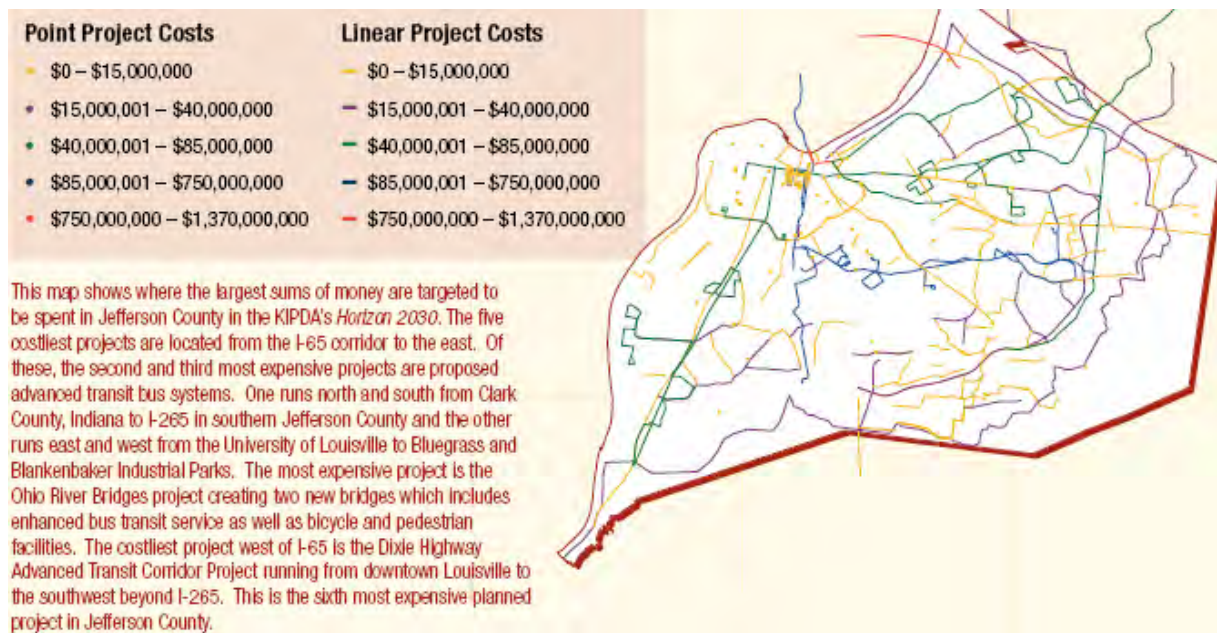 Point Project Costs
$0 – $15,000,000
$15,000,001 – $40,000,000
$40,000,001 – $85,000,000
$85,000,001 – $750,000,000
$750,000,000 – $1,370,000,000
Linear Project Costs
$0 – $15,000,000
$15,000,001 – $40,000,000
$40,000,001 – $85,000,000
$85,000,001 – $750,000,000
$750,000,000 – $1,370,000,000
This map shows where the largest sums of money are targeted to
be spent in Jefferson County in the KIPDA's Horizon 2030. The five
costliest projects are located from the I-65 corridor to the east. Of
these, the second and third most expensive projects are proposed
advanced transit bus systems. One runs north and south from Clark
County, Indiana to I-265 in southern Jefferson County and the other
runs east and west from the University of Louisville to Bluegrass and
Blankenbaker Industrial Parks. The most expensive project is the
Ohio River Bridges project creating two new bridges which includes
enhanced bus transit service as well as bicycle and pedestrian
facilities. The costliest project west of I-65 is the Dixie Highway
Advanced Transit Corridor Project running from downtown Louisville to
the southwest beyond I-265. This is the sixth most expensive planned
project in Jefferson County.